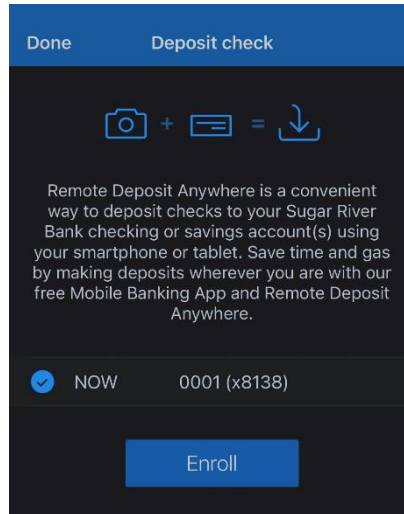 Done Deposit check
+ =
Remote Deposit Anywhere is a convenient
way to deposit checks to your Sugar River
Bank checking or savings account(s) using
your smartphone or tablet. Save time and gas
by making deposits wherever you are with our
free Mobile Banking App and Remote Deposit
Anywhere.
NOW 0001 (x8138)
Enroll